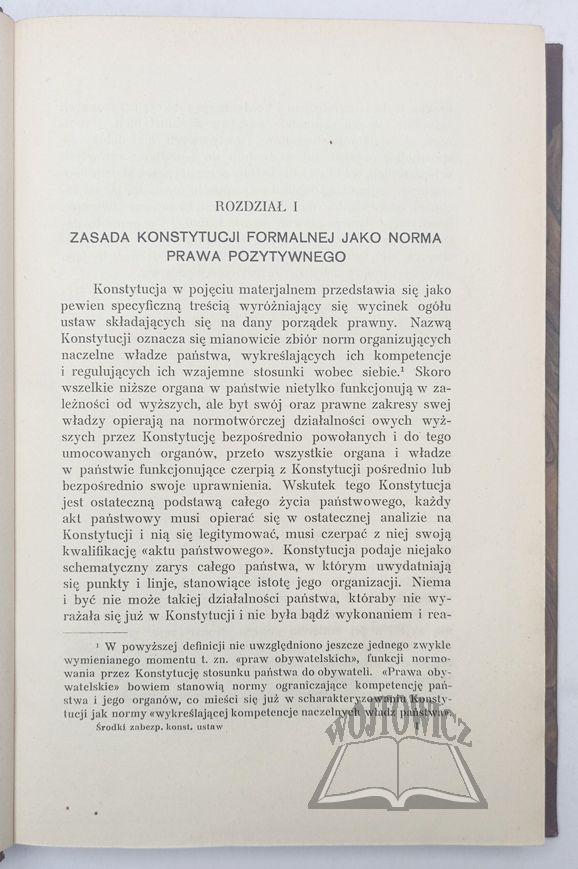 ROZDZIAŁ I
ZASADA KONSTYTUCJI FORMALNEJ JAKO NORMA
PRAWA POZYTYWNEGO
Konstytucja w pojęciu materjalnem przedstawia się jako
pewien specyficzną treścią wyróżniający się wycinek ogółu
ustaw składających się na dany porządek prawny. Nazwą
Konstytucji oznacza się mianowicie zbiór norm organizujących
naczelne władze państwa, wykreślających ich kompetencje
i regulujących ich wzajemne stosunki wobec siebie.¹ Skoro
wszelkie niższe organa w państwie nietylko funkcjonują w za-
leżności od wyższych, ale byt swój oraz prawne zakresy swej
władzy opierają na normotwórczej działalności owych wyż-
szych przez Konstytucję bezpośrednio powołanych i do tego
umocowanych organów, przeto wszystkie organa i władze
w państwie funkcjonujące czerpią z Konstytucji pośrednio lub
bezpośrednio swoje uprawnienia. Wskutek tego Konstytucja
jest ostateczną podstawą całego życia państwowego, każdy
akt państwowy musi opierać się w ostatecznej analizie na
Konstytucji i nią się legitymować, musi czerpać z niej swoją
kwalifikację «aktu państwowego». Konstytucja podaje niejako
schematyczny zarys całego państwa, w którym uwydatniają
się punkty i linje, stanowiące istotę jego organizacji. Niema
i być nie może takiej działalności państwa, któraby nie wy-
rażała się już w Konstytucji i nie była bądź wykonaniem i rea-
¹ W powyższej definicji nie uwzględniono jeszcze jednego zwykle
wymienianego momentu t. zn. «praw obywatelskich», funkcji normo-
wania przez Konstytucję stosunku państwa do obywateli. «Prawa oby-
watelskie» bowiem stanowią normy ograniczające kompetencję pań-
stwa i jego organów, co mieści się już w scharakteryzowaniu Konsty-
tucji jak normy «wykreślającej kompetencje naczelnych władz państwa».
Środki zabezp. konst. ustaw 1
WÓJTOWICZ